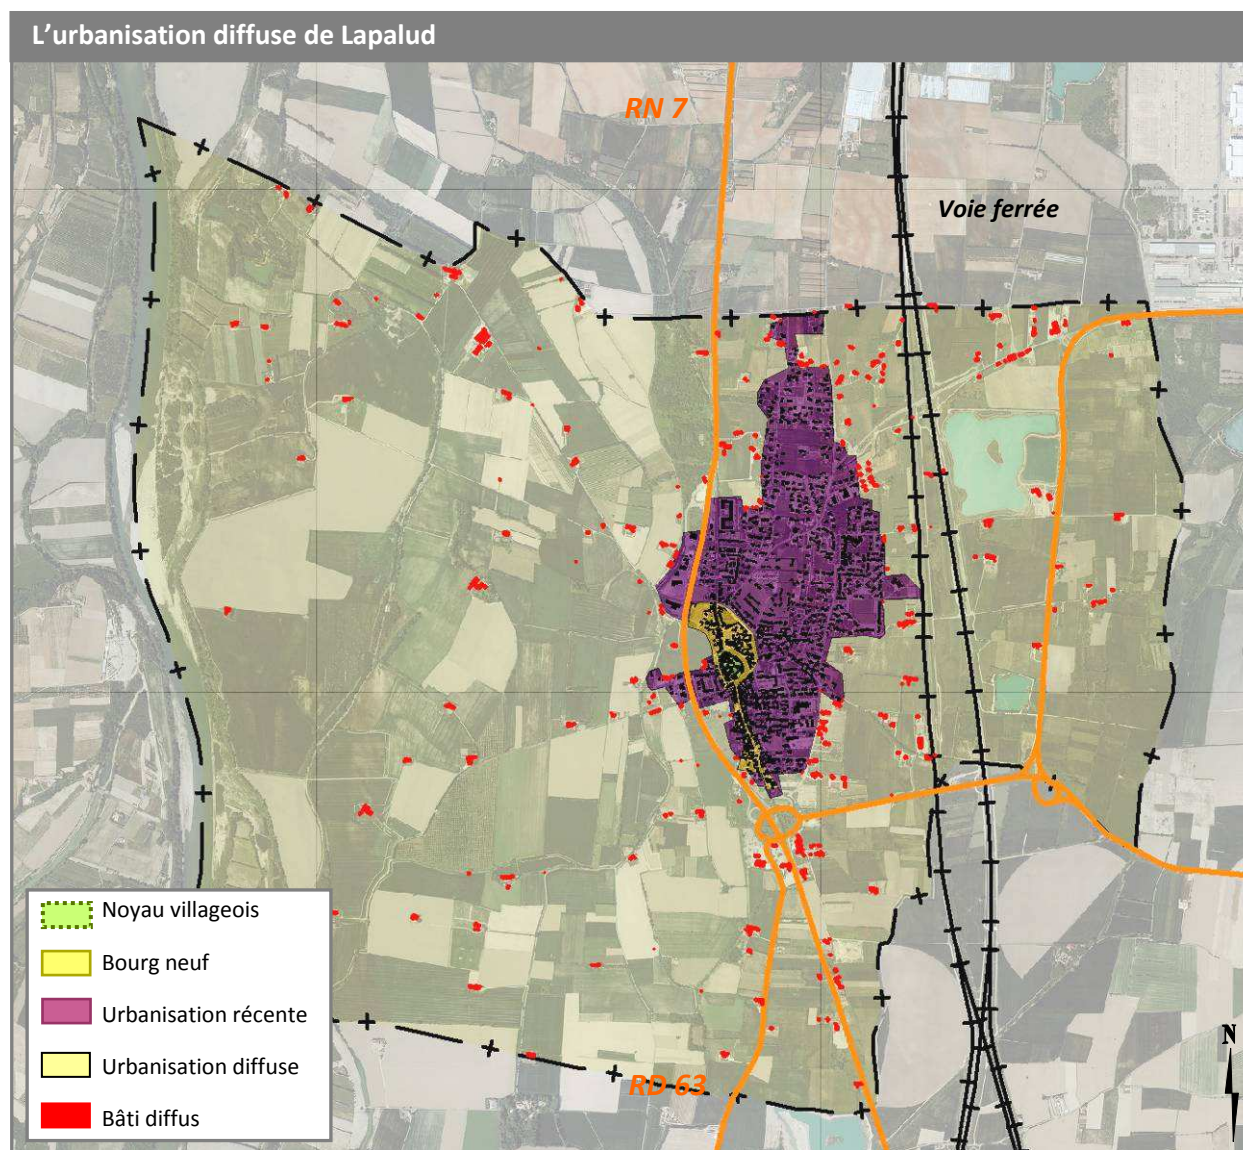 L’urbanisation diffuse de Lapalud
RN 7
Voie ferrée
RD 63
Noyau villageois
Bourg neuf
Urbanisation récente
Urbanisation diffuse
Bâti diffus
N